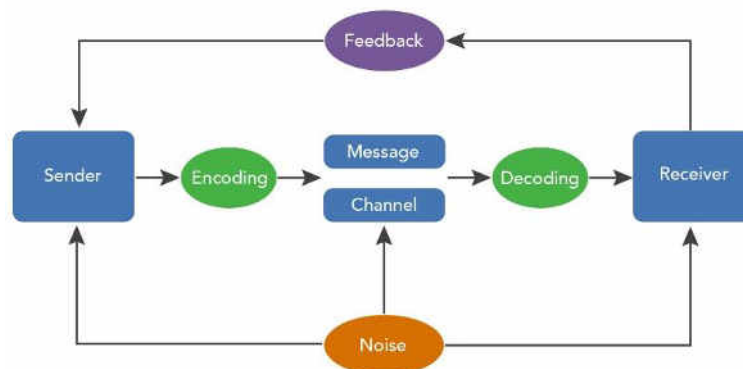 Feedback
Sender
Encoding
Message
Channel
Decoding
Receiver
Noise